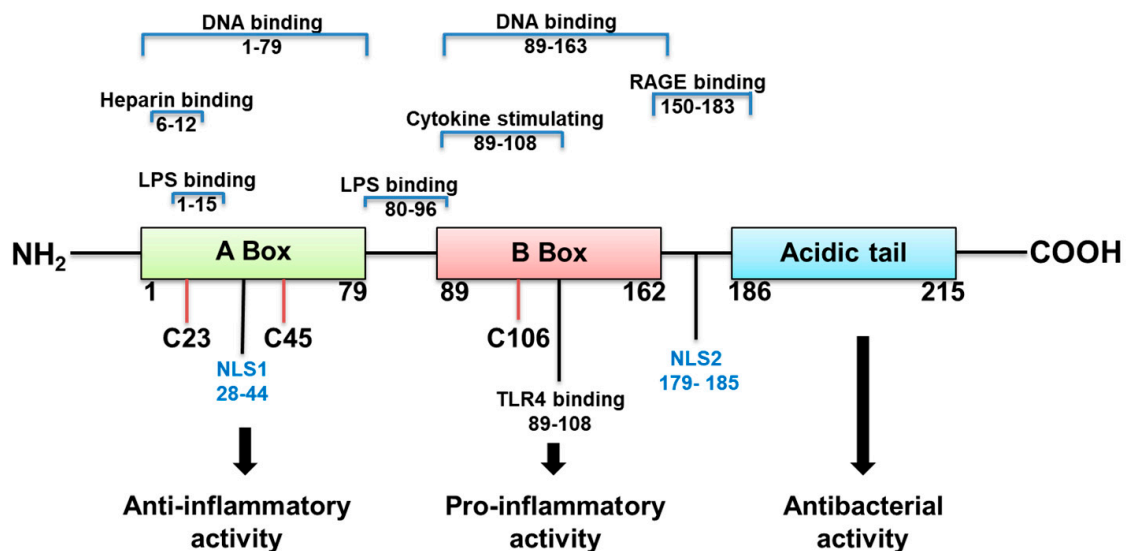 DNA binding
1-79
DNA binding
89-163
Heparin binding
6-12
RAGE binding
150-183
Cytokine stimulating
89-108
LPS binding
1-15
LPS binding
80-96
NH2
A Box
B Box
Acidic tail
COOH
1
79
89
162
186
215
C23
C45
C106
NLS1
28-44
NLS2
179- 185
TLR4 binding
89-108
Anti-inflammatory
activity
Pro-inflammatory
activity
Antibacterial
activity